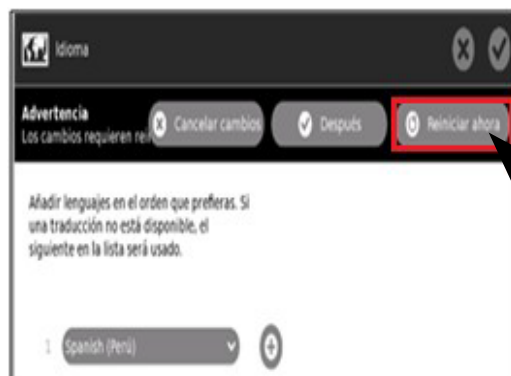 Idioma
Advertencia
Los cambios requieren rei
Cancelar cambios
Después
Reiniciar ahora
Añadir lenguajes en el orden que prefieras. Si
una traducción no está disponible, el
siguiente en la lista será usado.
1 Spanish (Perú)